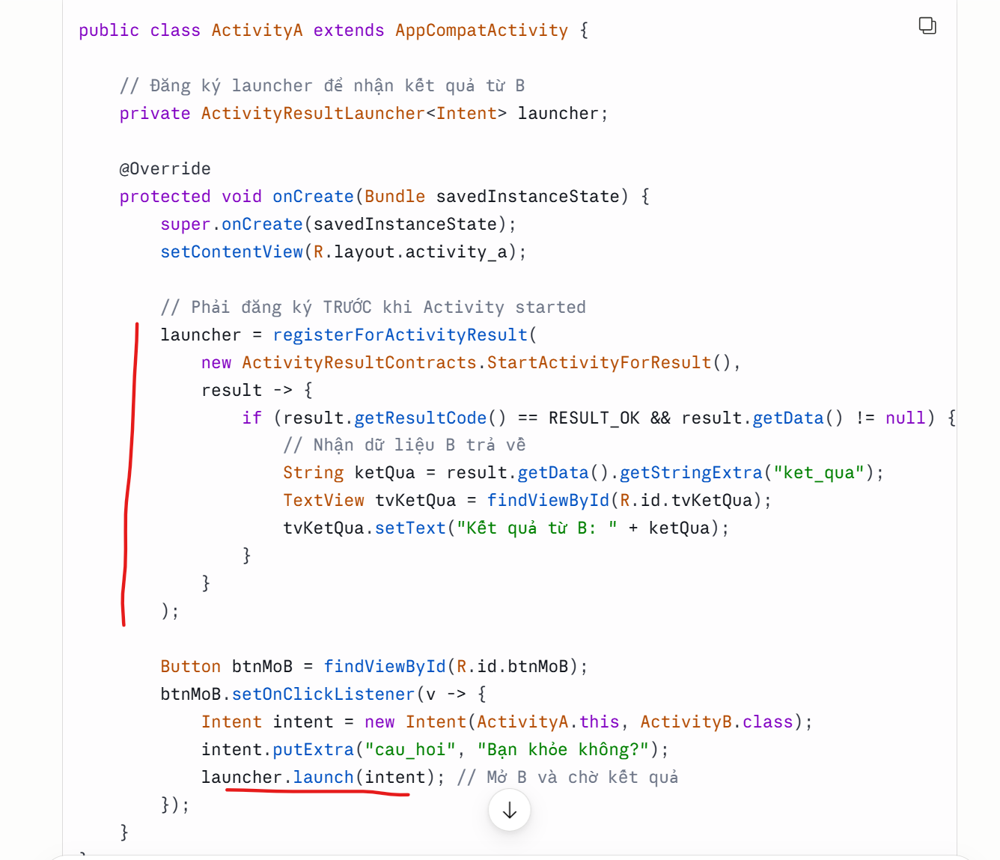 public class ActivityA extends AppCompatActivity {
// Đăng ký launcher để nhận kết quả từ B
private ActivityResultLauncher<Intent> launcher;
@Override
protected void onCreate(Bundle savedInstanceState) {
super.onCreate(savedInstanceState);
setContentView(R.layout.activity_a);
// Phải đăng ký TRƯỚC khi Activity started
launcher = registerForActivityResult(
new ActivityResultContracts.StartActivityForResult(),
result -> {
if (result.getResultCode() == RESULT_OK && result.getData() != null) {
// Nhận dữ liệu B trả về
String ketQua = result.getData().getStringExtra("ket_qua");
TextView tvKetQua = findViewById(R.id.tvKetQua);
tvKetQua.setText("Kết quả từ B: " + ketQua);
}
}
);
Button btnMoB = findViewById(R.id.btnMoB);
btnMoB.setOnClickListener(v -> {
Intent intent = new Intent(ActivityA.this, ActivityB.class);
intent.putExtra("cau_hoi", "Bạn khỏe không?");
launcher.launch(intent); // Mở B và chờ kết quả
});
}